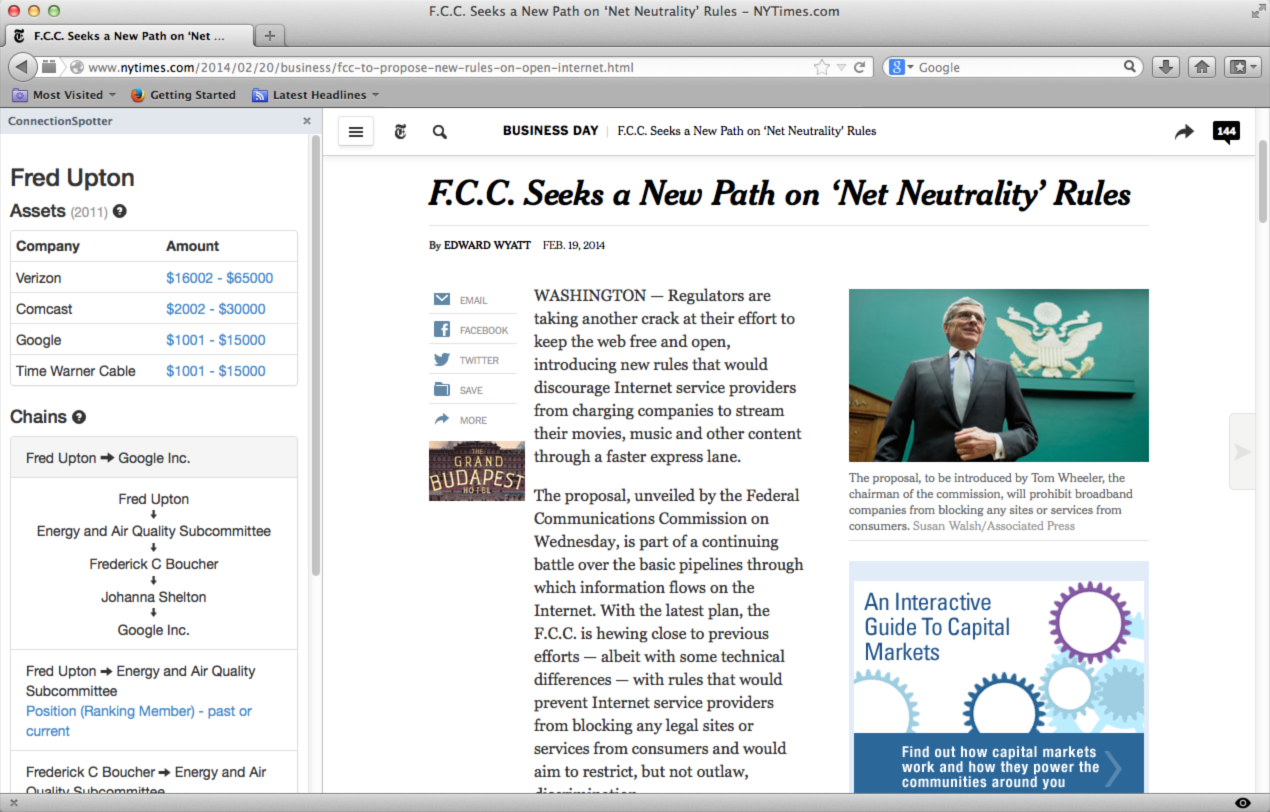 F.C.C. Seeks a New Path on ‘Net Neutrality’ Rules – NYTimes.com
F.C.C. Seeks a New Path on ‘Net ...
www.nytimes.com/2014/02/20/business/fcc-to-propose-new-rules-on-open-internet.html
Google
Most Visited
Getting Started
Latest Headlines
ConnectionSpotter
Fred Upton
Assets (2011)
Company Amount
Verizon $16002 - $65000
Comcast $2002 - $30000
Google $1001 - $15000
Time Warner Cable $1001 - $15000
Chains
Fred Upton → Google Inc.
Fred Upton
Energy and Air Quality Subcommittee
Frederick C Boucher
Johanna Shelton
Google Inc.
Fred Upton → Energy and Air Quality
Subcommittee
Position (Ranking Member) - past or
current
Frederick C Boucher → Energy and Air
Quality Subcommittee
BUSINESS DAY | F.C.C. Seeks a New Path on ‘Net Neutrality’ Rules
144
F.C.C. Seeks a New Path on ‘Net Neutrality’ Rules
By EDWARD WYATT FEB. 19, 2014
EMAIL
FACEBOOK
TWITTER
SAVE
MORE
THE
GRAND
BUDAPEST
HOTEL
WASHINGTON — Regulators are
taking another crack at their effort to
keep the web free and open,
introducing new rules that would
discourage Internet service providers
from charging companies to stream
their movies, music and other content
through a faster express lane.
The proposal, unveiled by the Federal
Communications Commission on
Wednesday, is part of a continuing
battle over the basic pipelines through
which information flows on the
Internet. With the latest plan, the
F.C.C. is hewing close to previous
efforts — albeit with some technical
differences — with rules that would
prevent Internet service providers
from blocking any legal sites or
services from consumers and would
aim to restrict, but not outlaw,
discrimination.
The proposal, to be introduced by Tom Wheeler, the
chairman of the commission, will prohibit broadband
companies from blocking any sites or services from
consumers. Susan Walsh/Associated Press
An Interactive
Guide To Capital
Markets
Find out how capital markets
work and how they power the
communities around you